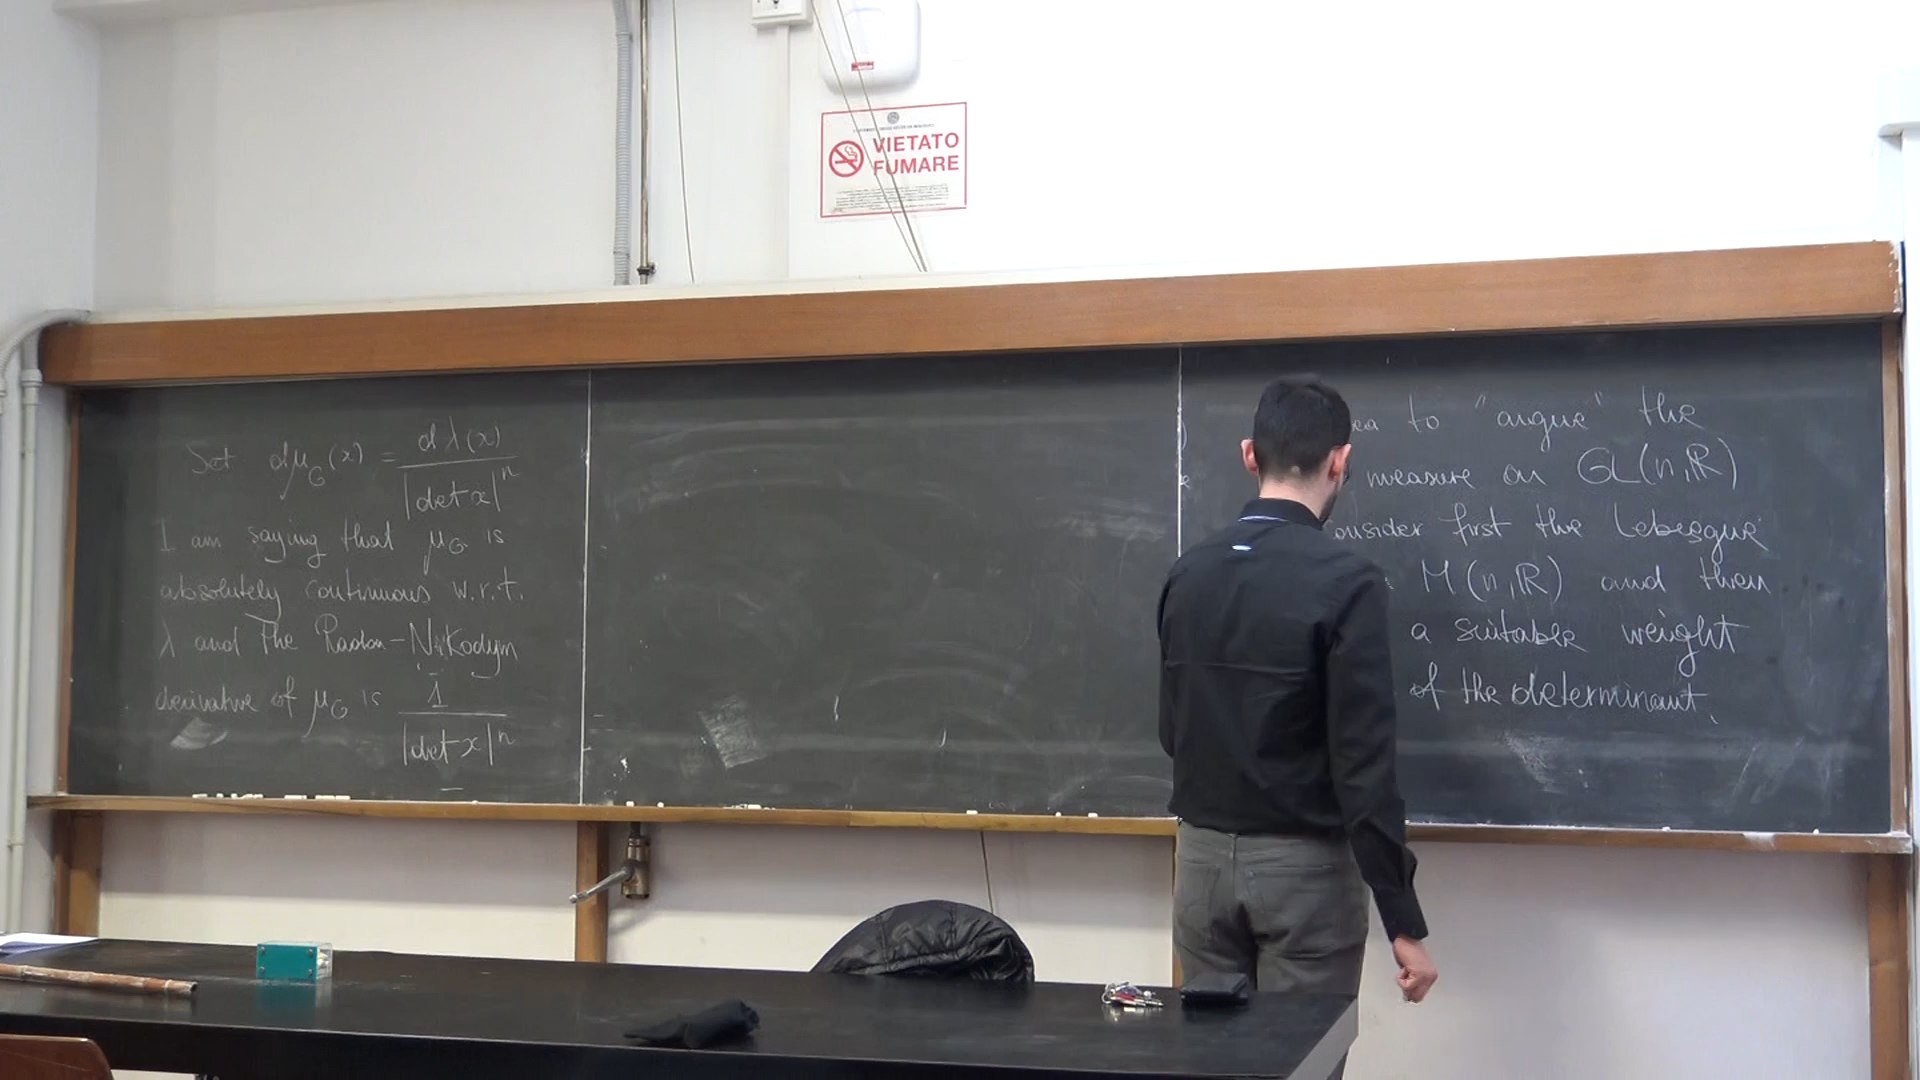 VIETATO
FUMARE
Set dμ_G(x) = dλ(x) / |det x|^n
I am saying that μ_G is
absolutely continuous w.r.t.
λ and the Radon-Nikodym
derivative of μ_G is 1 / |det x|^n
to "argue" the
measure on GL(n,ℝ)
onsider first the Lebesgue
M(n,ℝ) and then
a suitable weight
of the determinant.